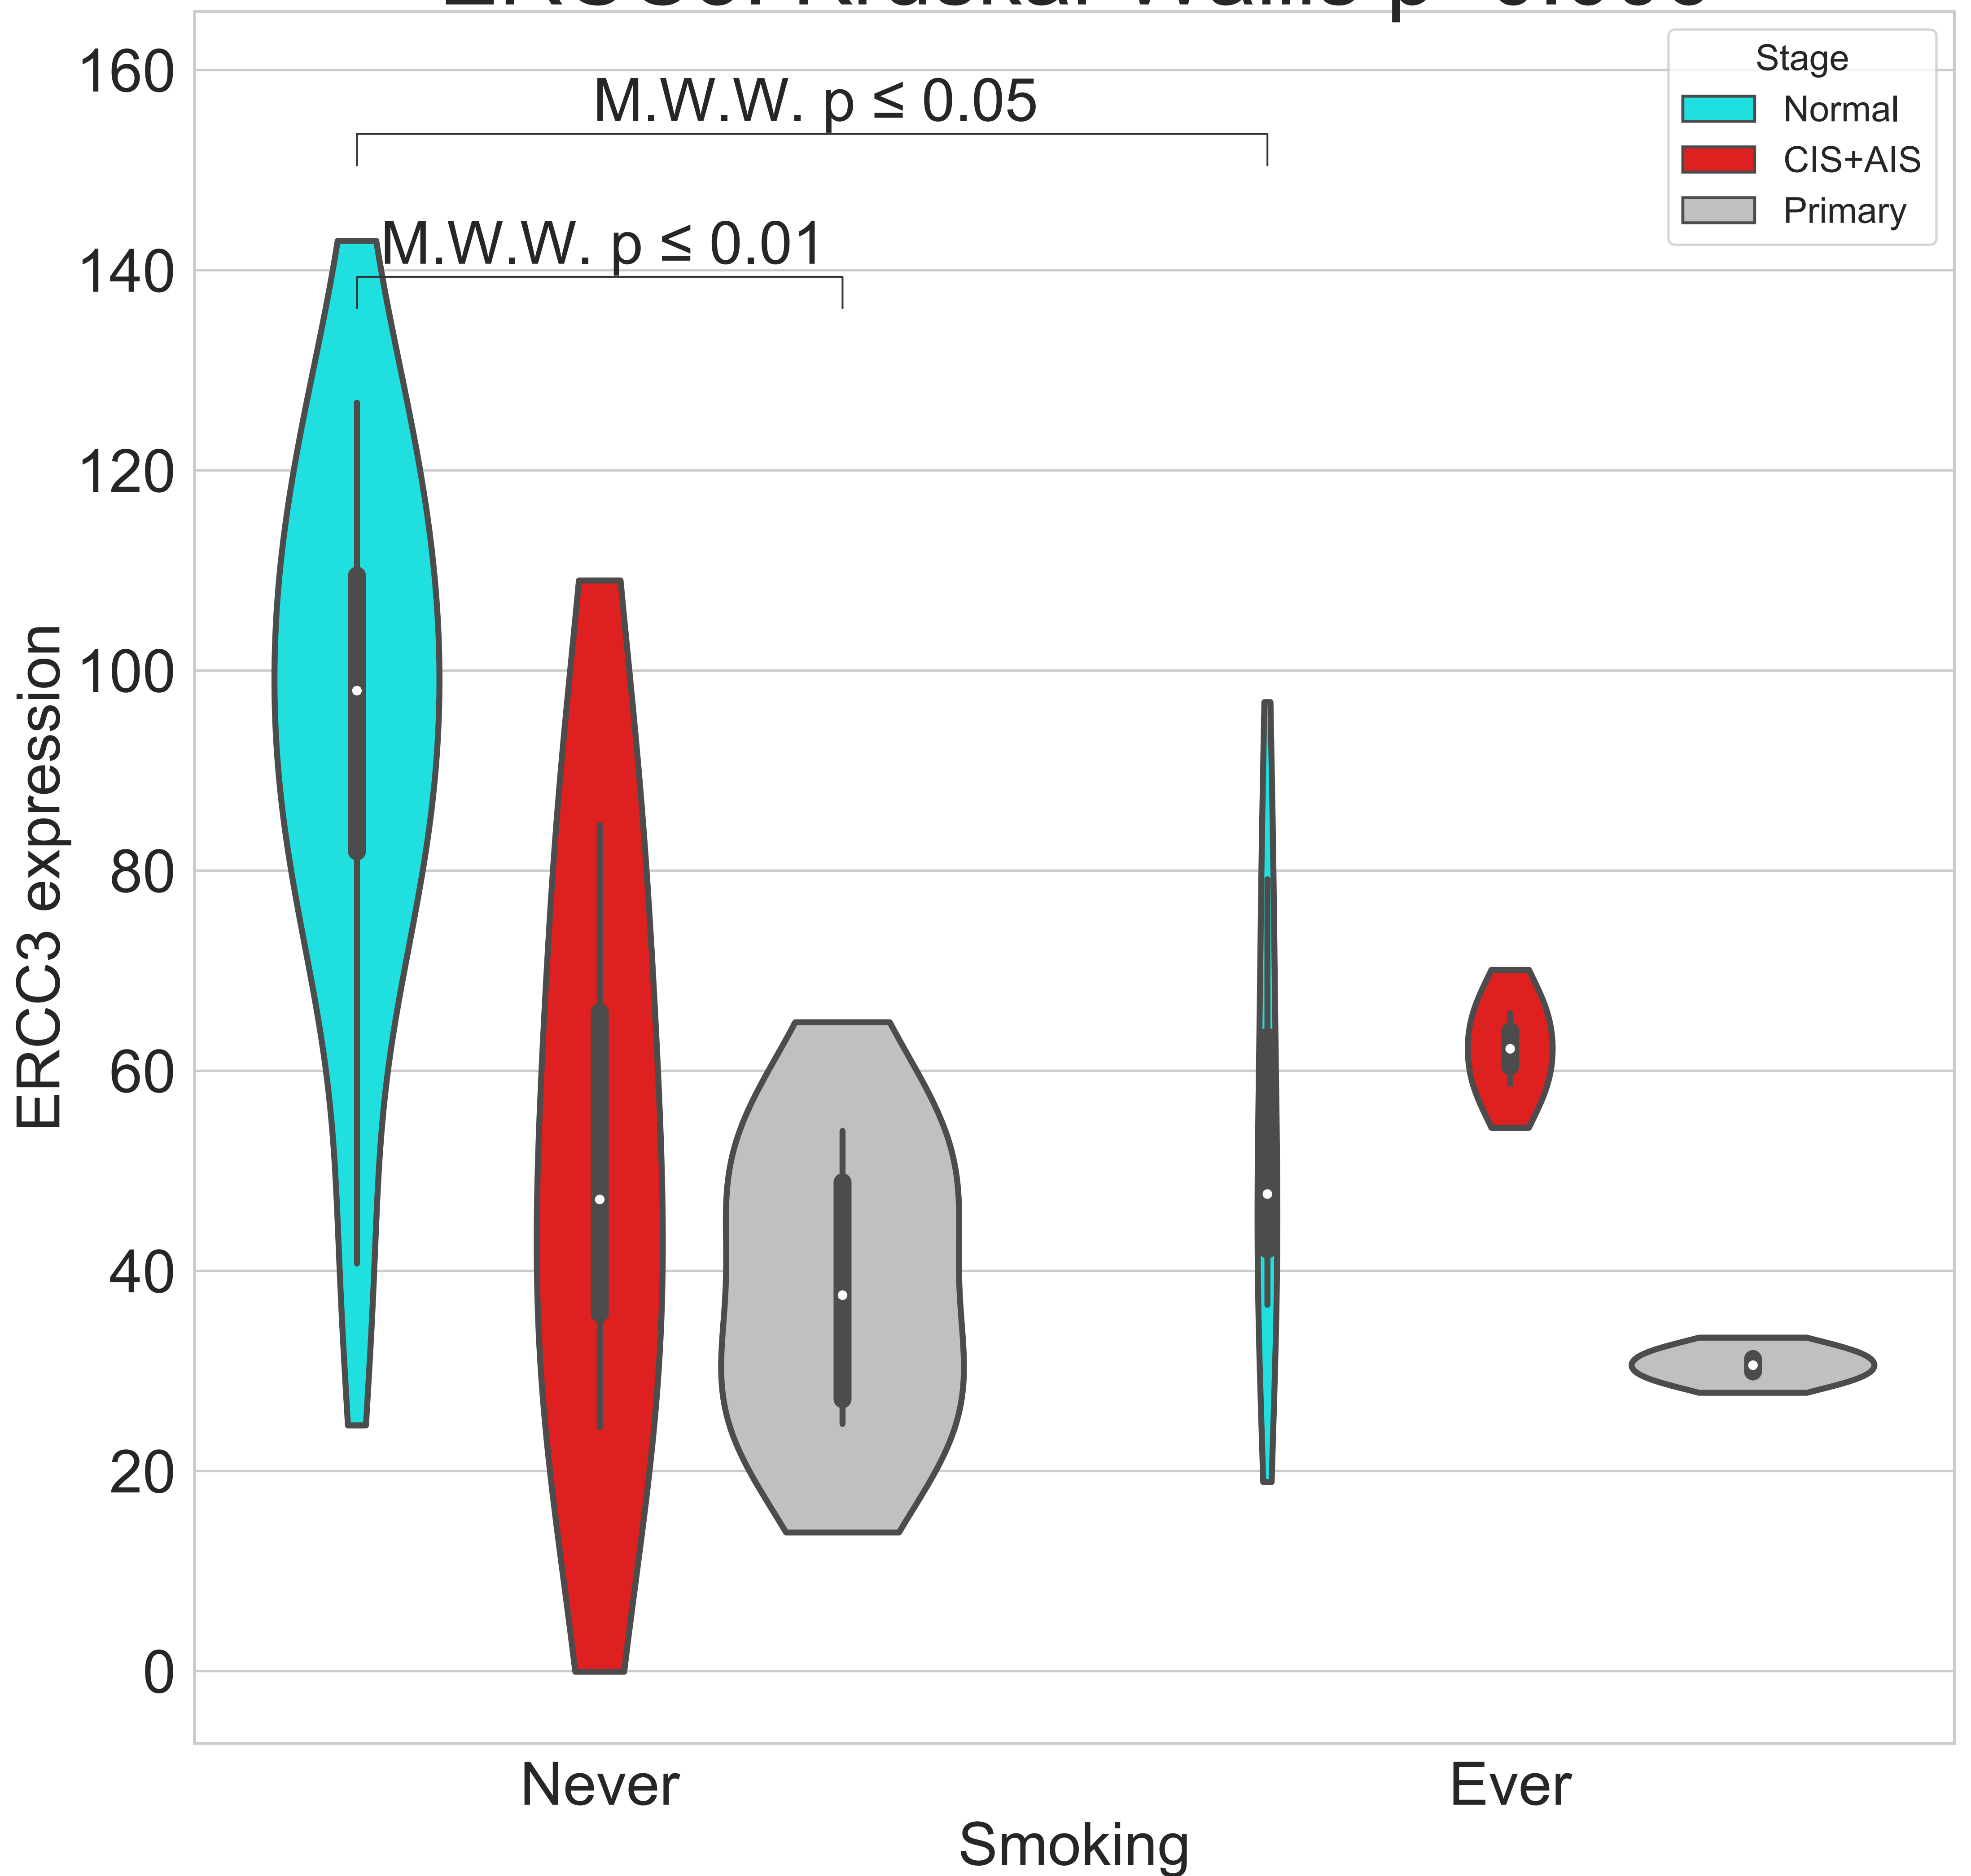 160
M.W.W. p ≤ 0.05
Stage
Normal
CIS+AIS
Primary
M.W.W. p ≤ 0.01
140
120
100
80
60
40
20
0
ERCC3 expression
Never
Ever
Smoking